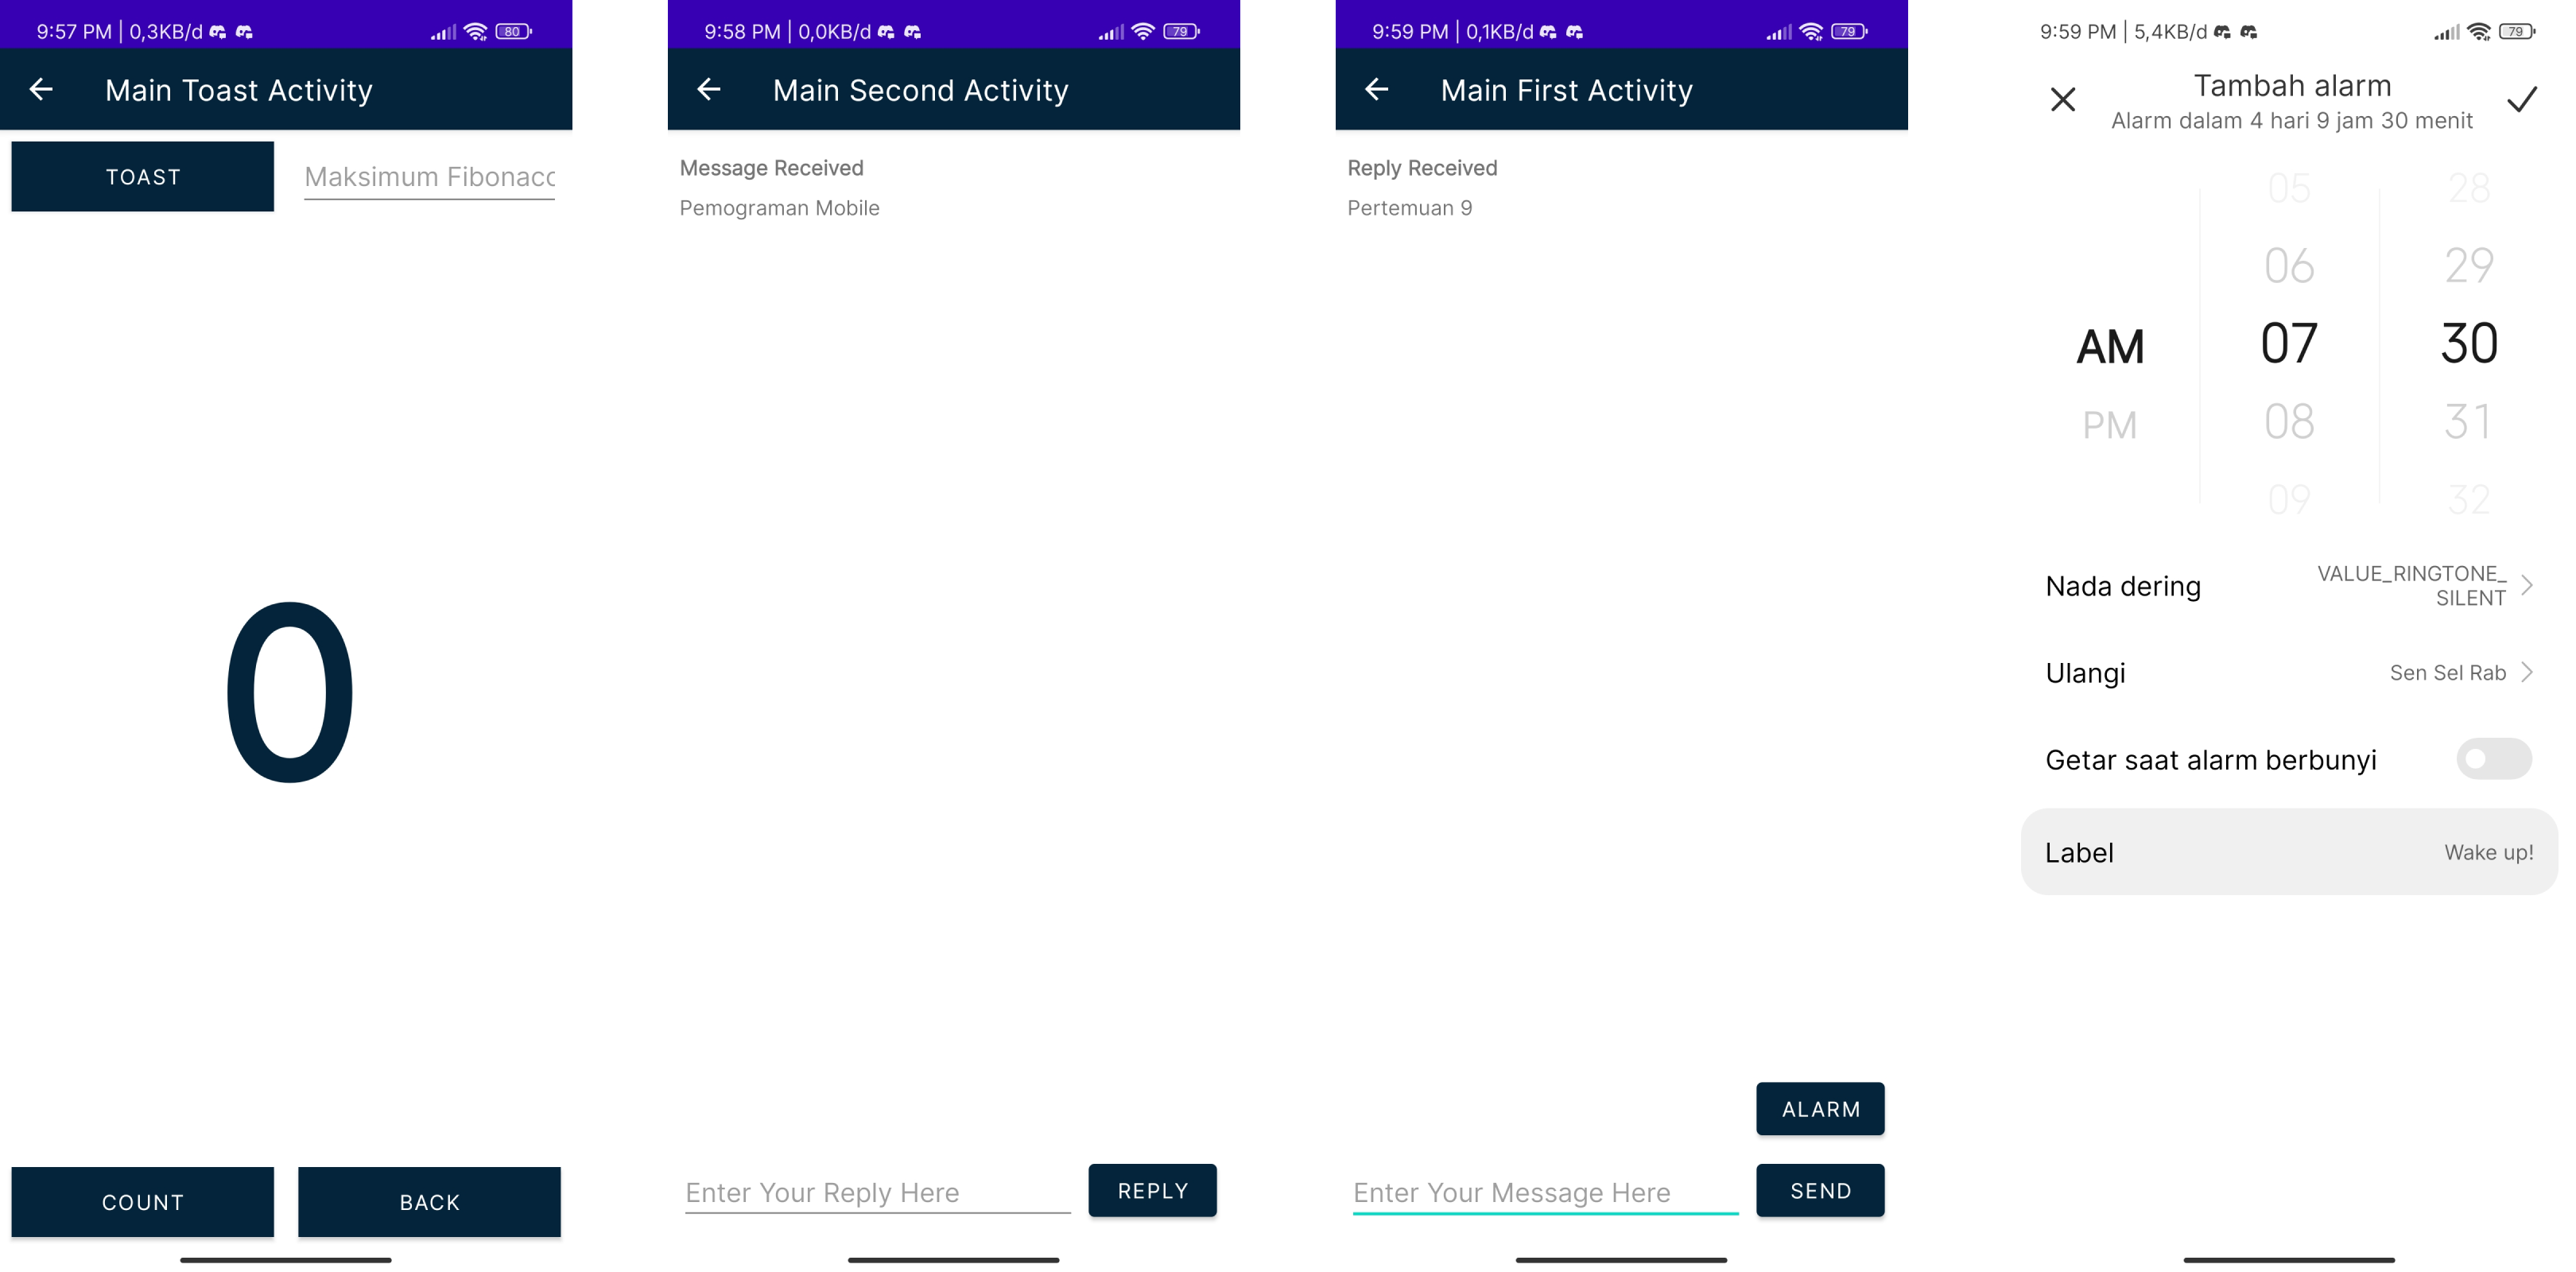 9:57 PM | 0,3KB/d
80
Main Toast Activity
TOAST
Maksimum Fibonacc
0
COUNT
BACK
9:58 PM | 0,0KB/d
79
Main Second Activity
Message Received
Pemograman Mobile
Enter Your Reply Here
REPLY
9:59 PM | 0,1KB/d
79
Main First Activity
Reply Received
Pertemuan 9
ALARM
Enter Your Message Here
SEND
9:59 PM | 5,4KB/d
79
Tambah alarm
Alarm dalam 4 hari 9 jam 30 menit
05 28
06 29
AM 07 30
PM 08 31
09 32
Nada dering
VALUE_RINGTONE_
SILENT
Ulangi
Sen Sel Rab
Getar saat alarm berbunyi
Label
Wake up!